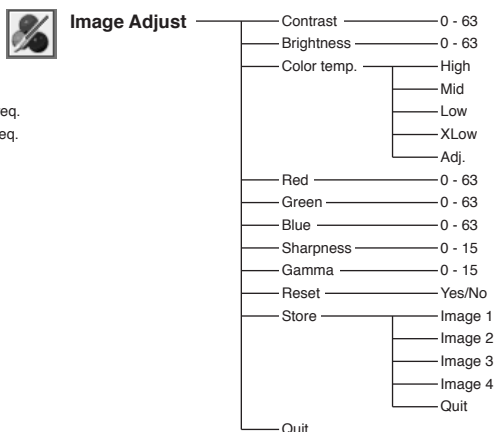 Image Adjust
Contrast 0 - 63
Brightness 0 - 63
Color temp. High
Mid
Low
XLow
Adj.
eq.
eq.
Red 0 - 63
Green 0 - 63
Blue 0 - 63
Sharpness 0 - 15
Gamma 0 - 15
Reset Yes/No
Store Image 1
Image 2
Image 3
Image 4
Quit
Quit